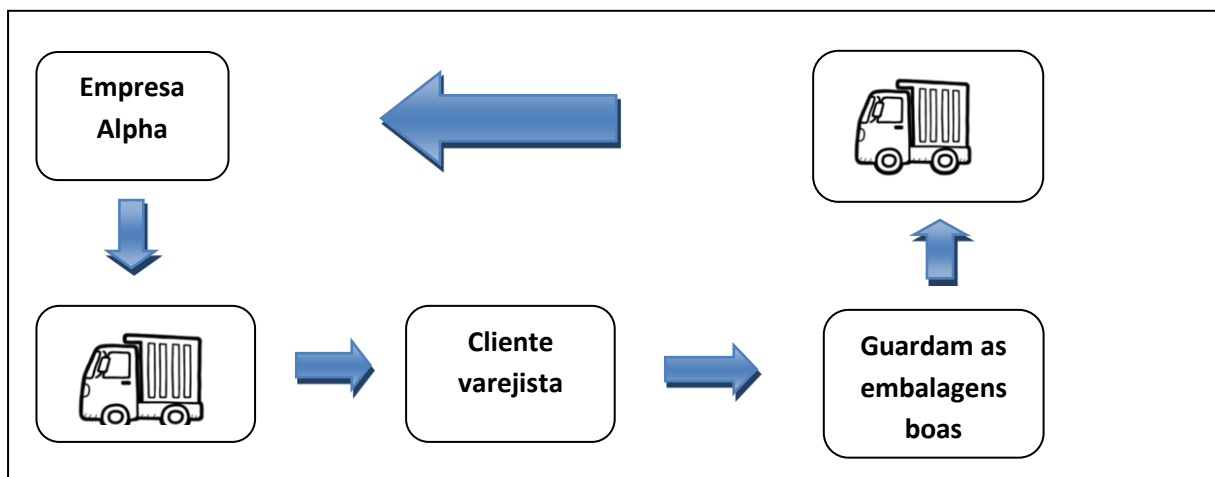 Empresa
Alpha
Cliente
varejista
Guardam as
embalagens
boas